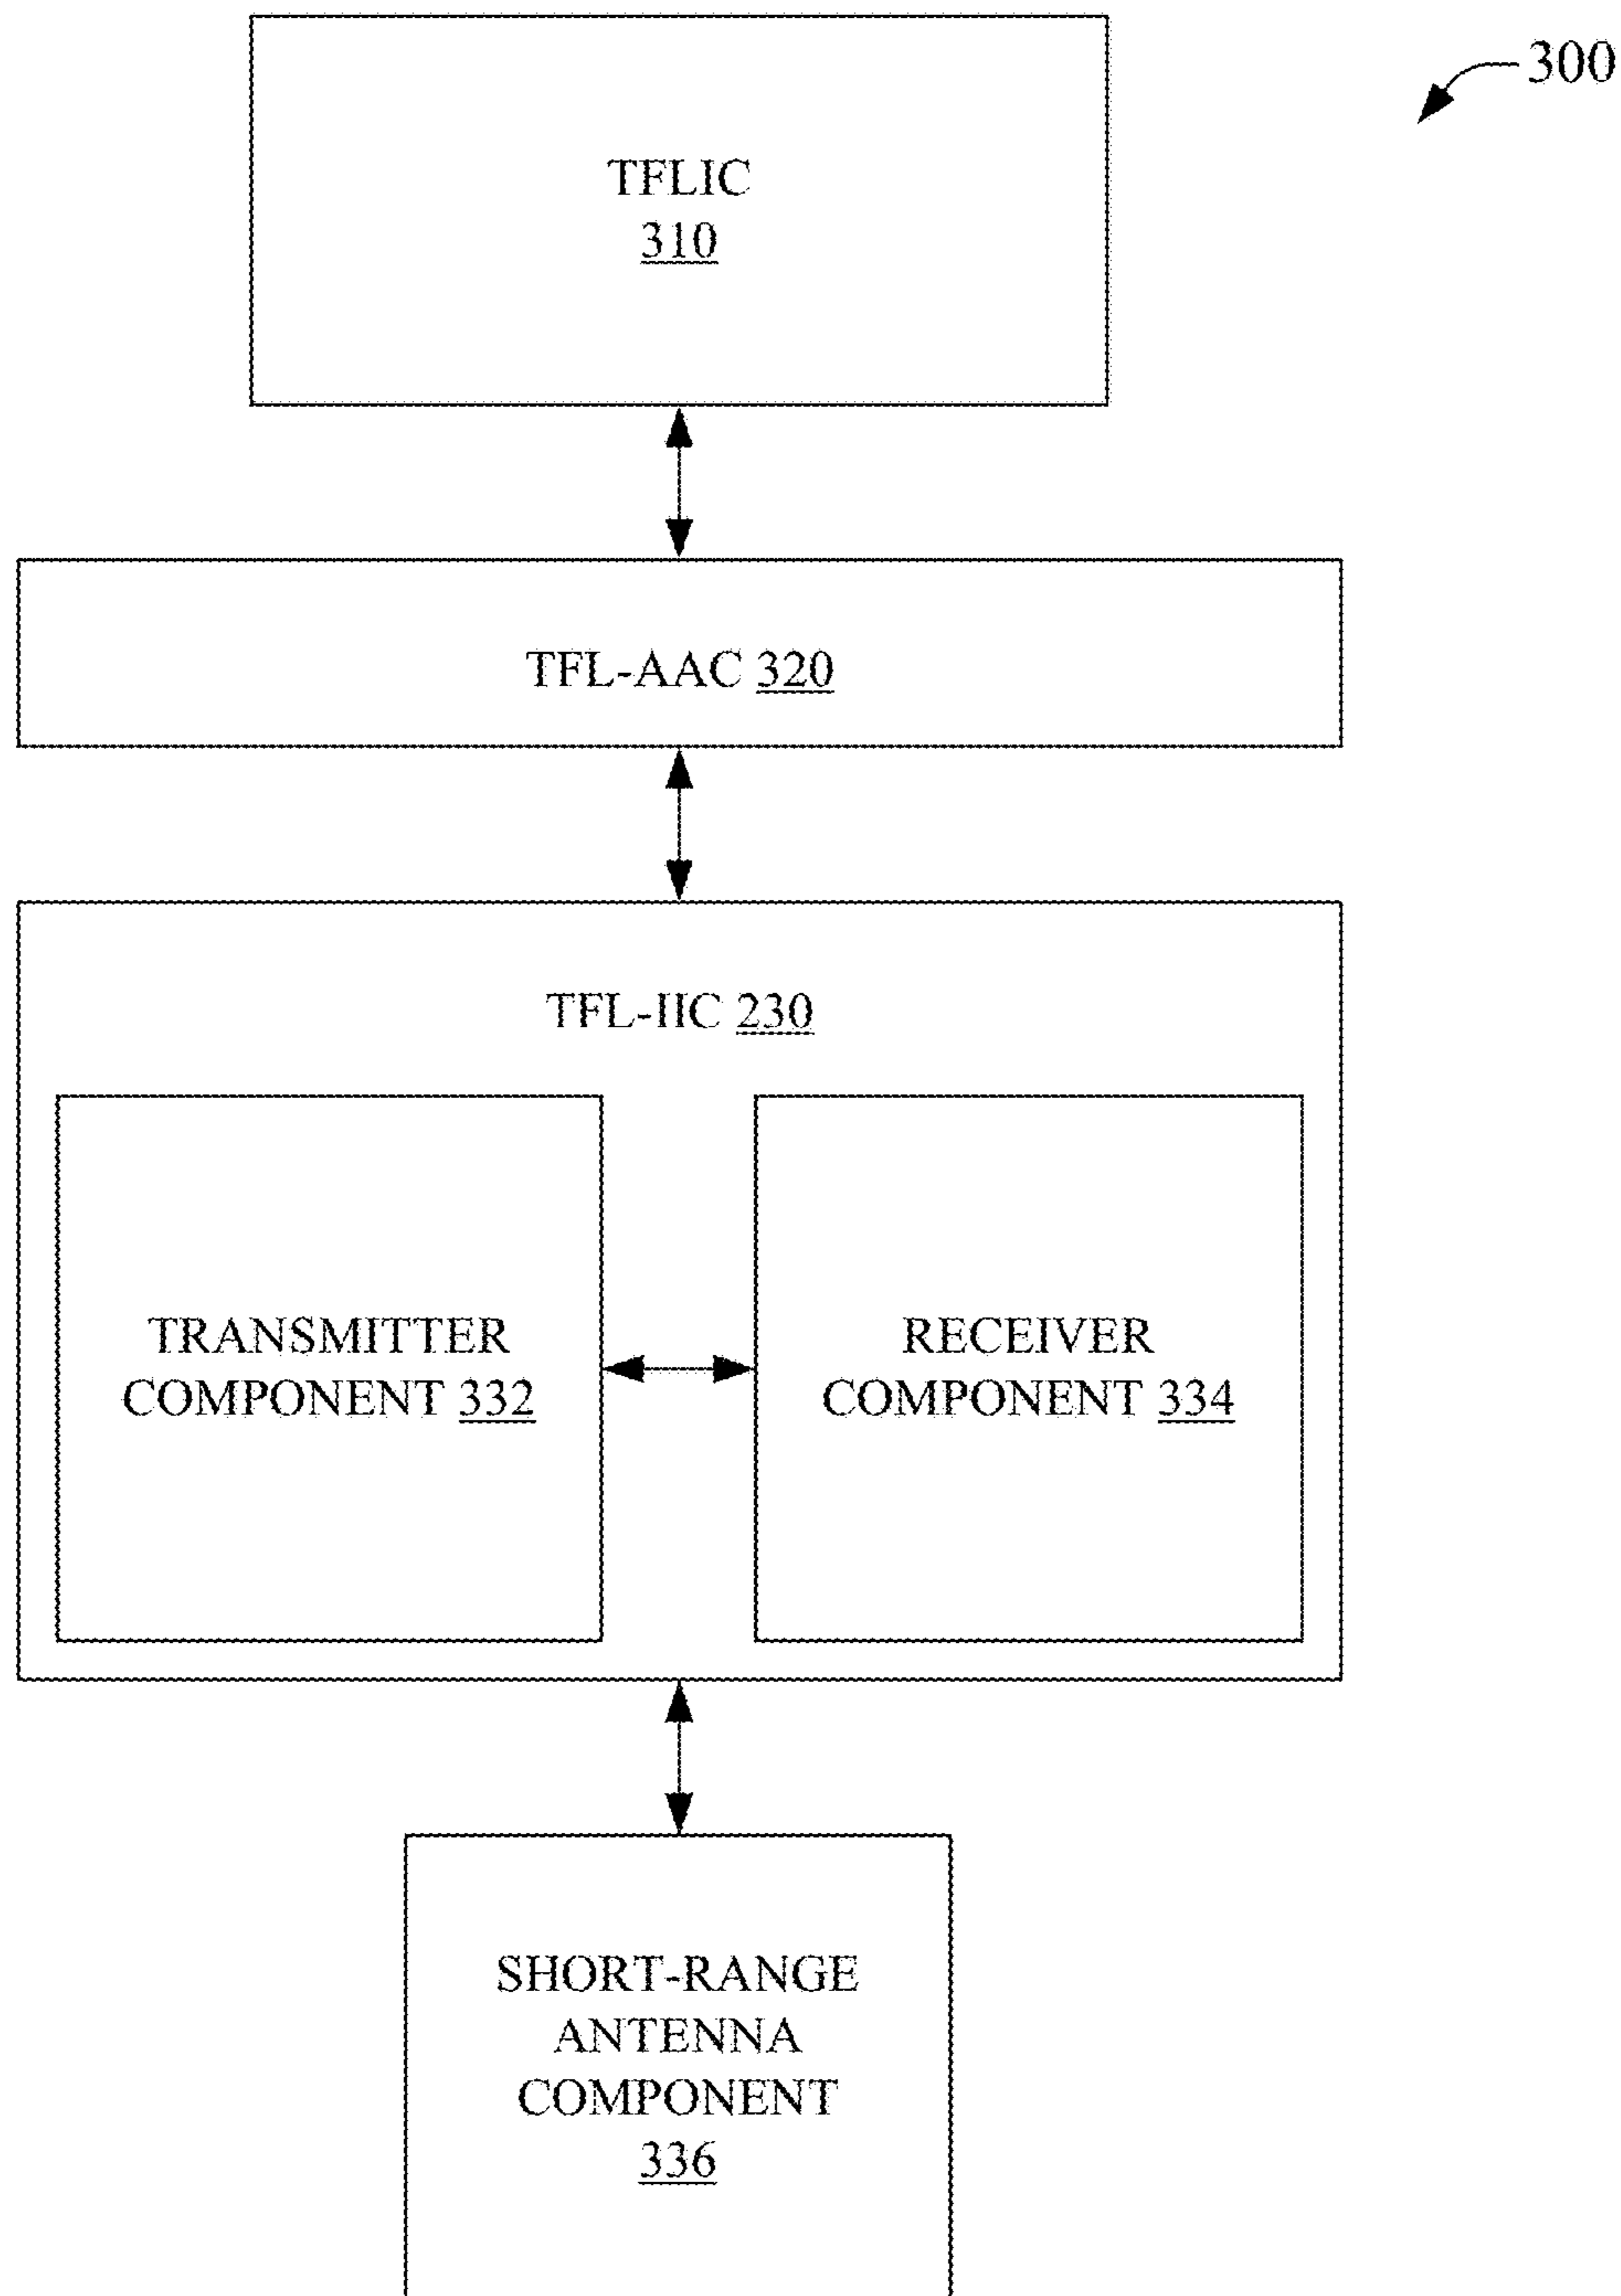 300
TFLIC
310
TFL-AAC 320
TFL-IIC 230
TRANSMITTER
COMPONENT 332
RECEIVER
COMPONENT 334
SHORT-RANGE
ANTENNA
COMPONENT
336